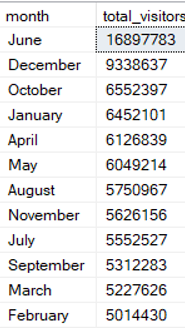 month total_visitors
June 16897783
December 9338637
October 6552397
January 6452101
April 6126839
May 6049214
August 5750967
November 5626156
July 5552527
September 5312283
March 5227626
February 5014430